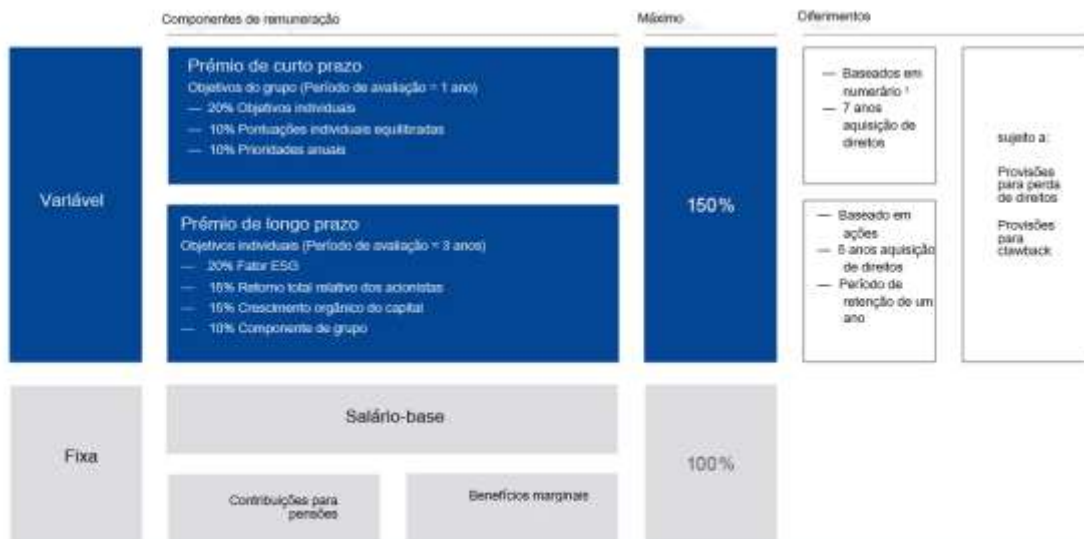 Componentes de remuneração
Máximo
Diferimentos
Variável
Prémio de curto prazo
Objetivos do grupo (Período de avaliação = 1 ano)
— 20% Objetivos individuais
— 10% Pontuações individuais equilibradas
— 10% Prioridades anuais
Prémio de longo prazo
Objetivos individuais (Período de avaliação = 3 anos)
— 20% Fator ESG
— 15% Retorno total relativo dos acionistas
— 15% Crescimento orgânico do capital
— 10% Componente de grupo
150%
— Baseados em
numerário ¹
— 7 anos
aquisição de
direitos
— Baseado em
ações
— 5 anos aquisição
de direitos
— Período de
retenção de um
ano
sujeito a:
Provisões
para perda
de direitos
Provisões
para
clawback
Fixa
Salário-base
Contribuições para
pensões
Benefícios marginais
100%